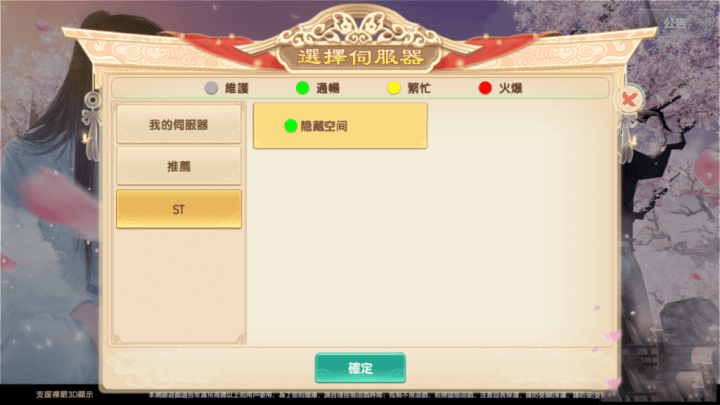 公告
選擇伺服器
維護 通暢 繁忙 火爆
我的伺服器
隐藏空间
推薦
ST
確定
支援裸視3D顯示